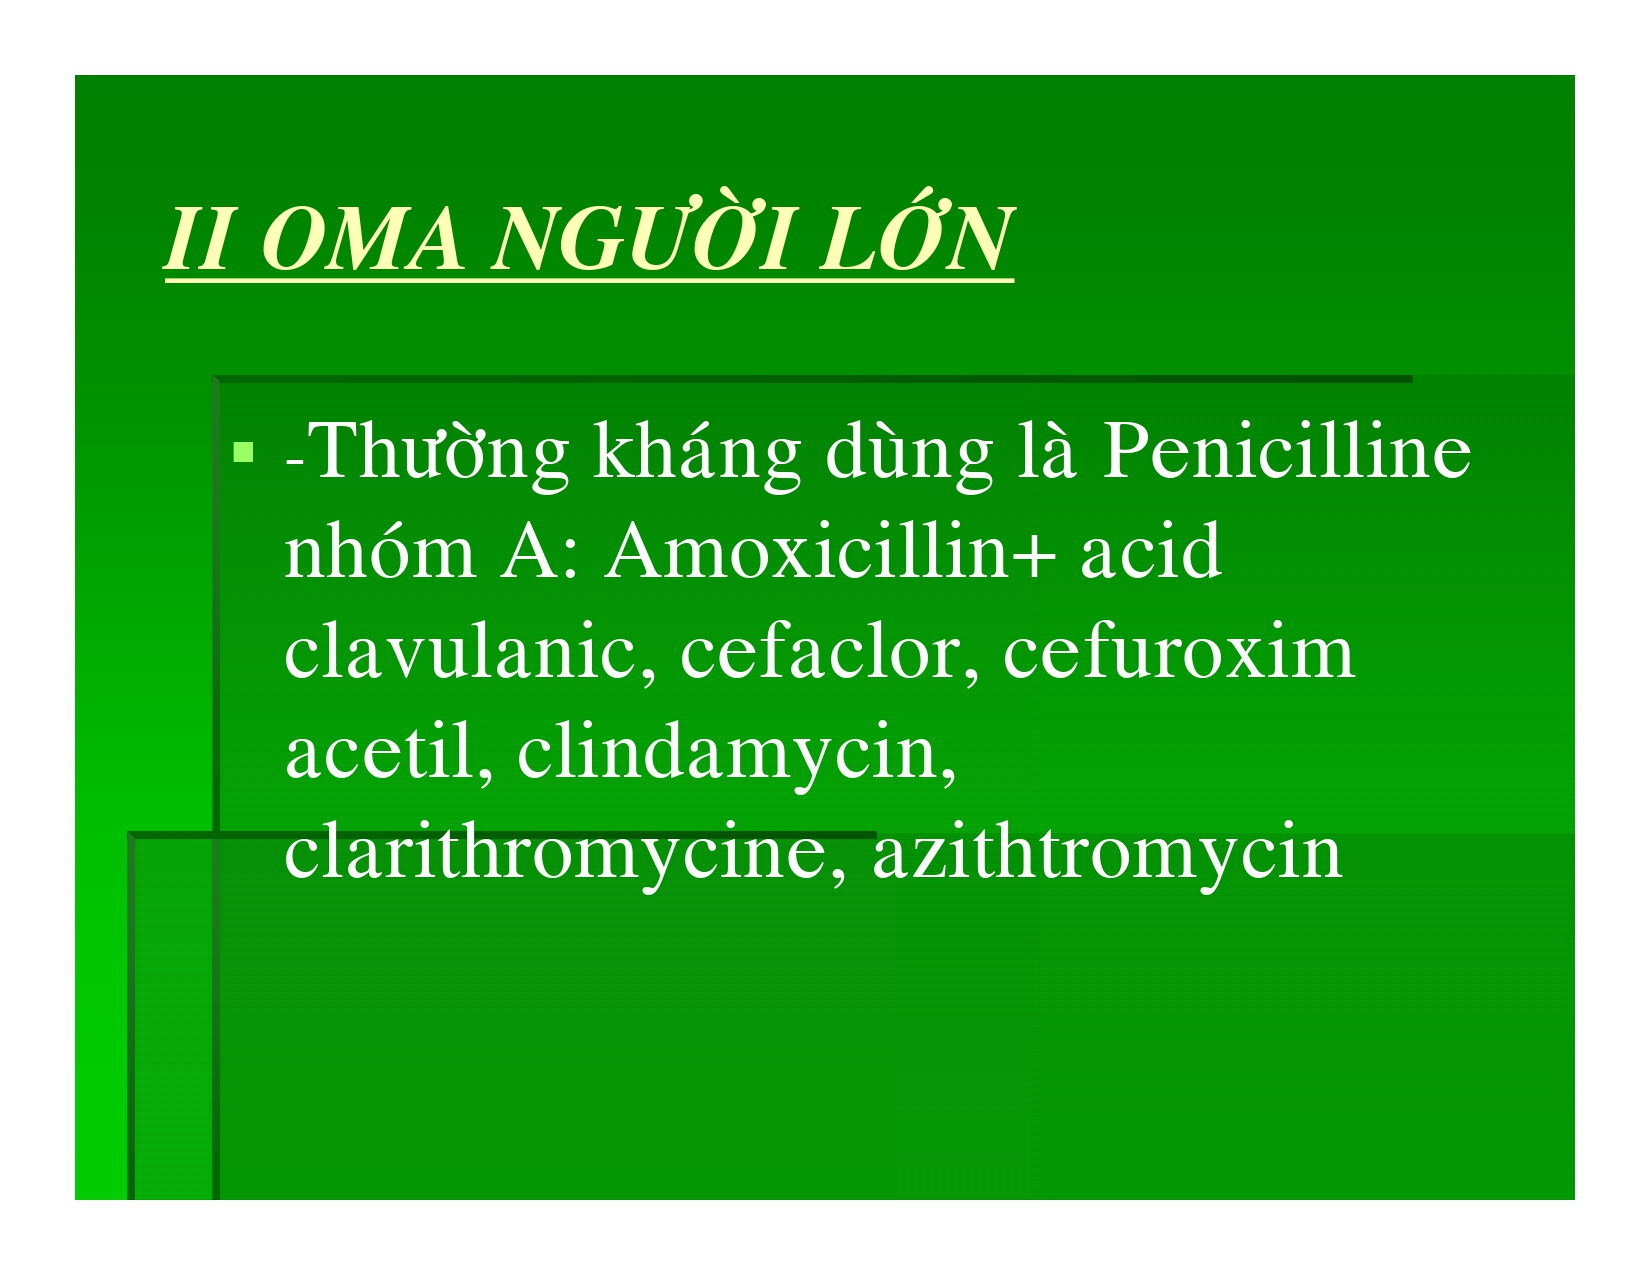 II OMA NGƯỜI LỚN
-Thường kháng dùng là Penicilline
nhóm A: Amoxicillin+ acid
clavulanic, cefaclor, cefuroxim
acetil, clindamycin,
clarithromycine, azithtromycin